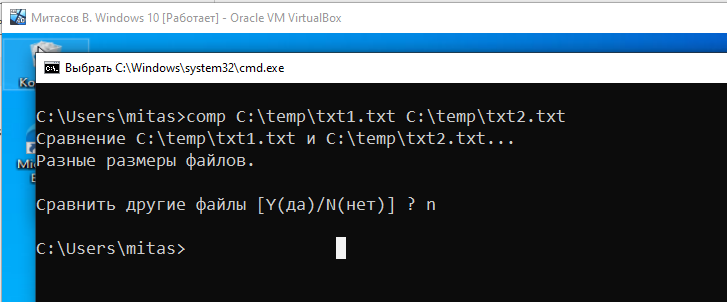 Митасов В. Windows 10 [Работает] - Oracle VM VirtualBox
Выбрать C:\Windows\system32\cmd.exe
C:\Users\mitas>comp C:\temp\txt1.txt C:\temp\txt2.txt
Сравнение C:\temp\txt1.txt и C:\temp\txt2.txt...
Разные размеры файлов.
Сравнить другие файлы [Y(да)/N(нет)] ? n
C:\Users\mitas>